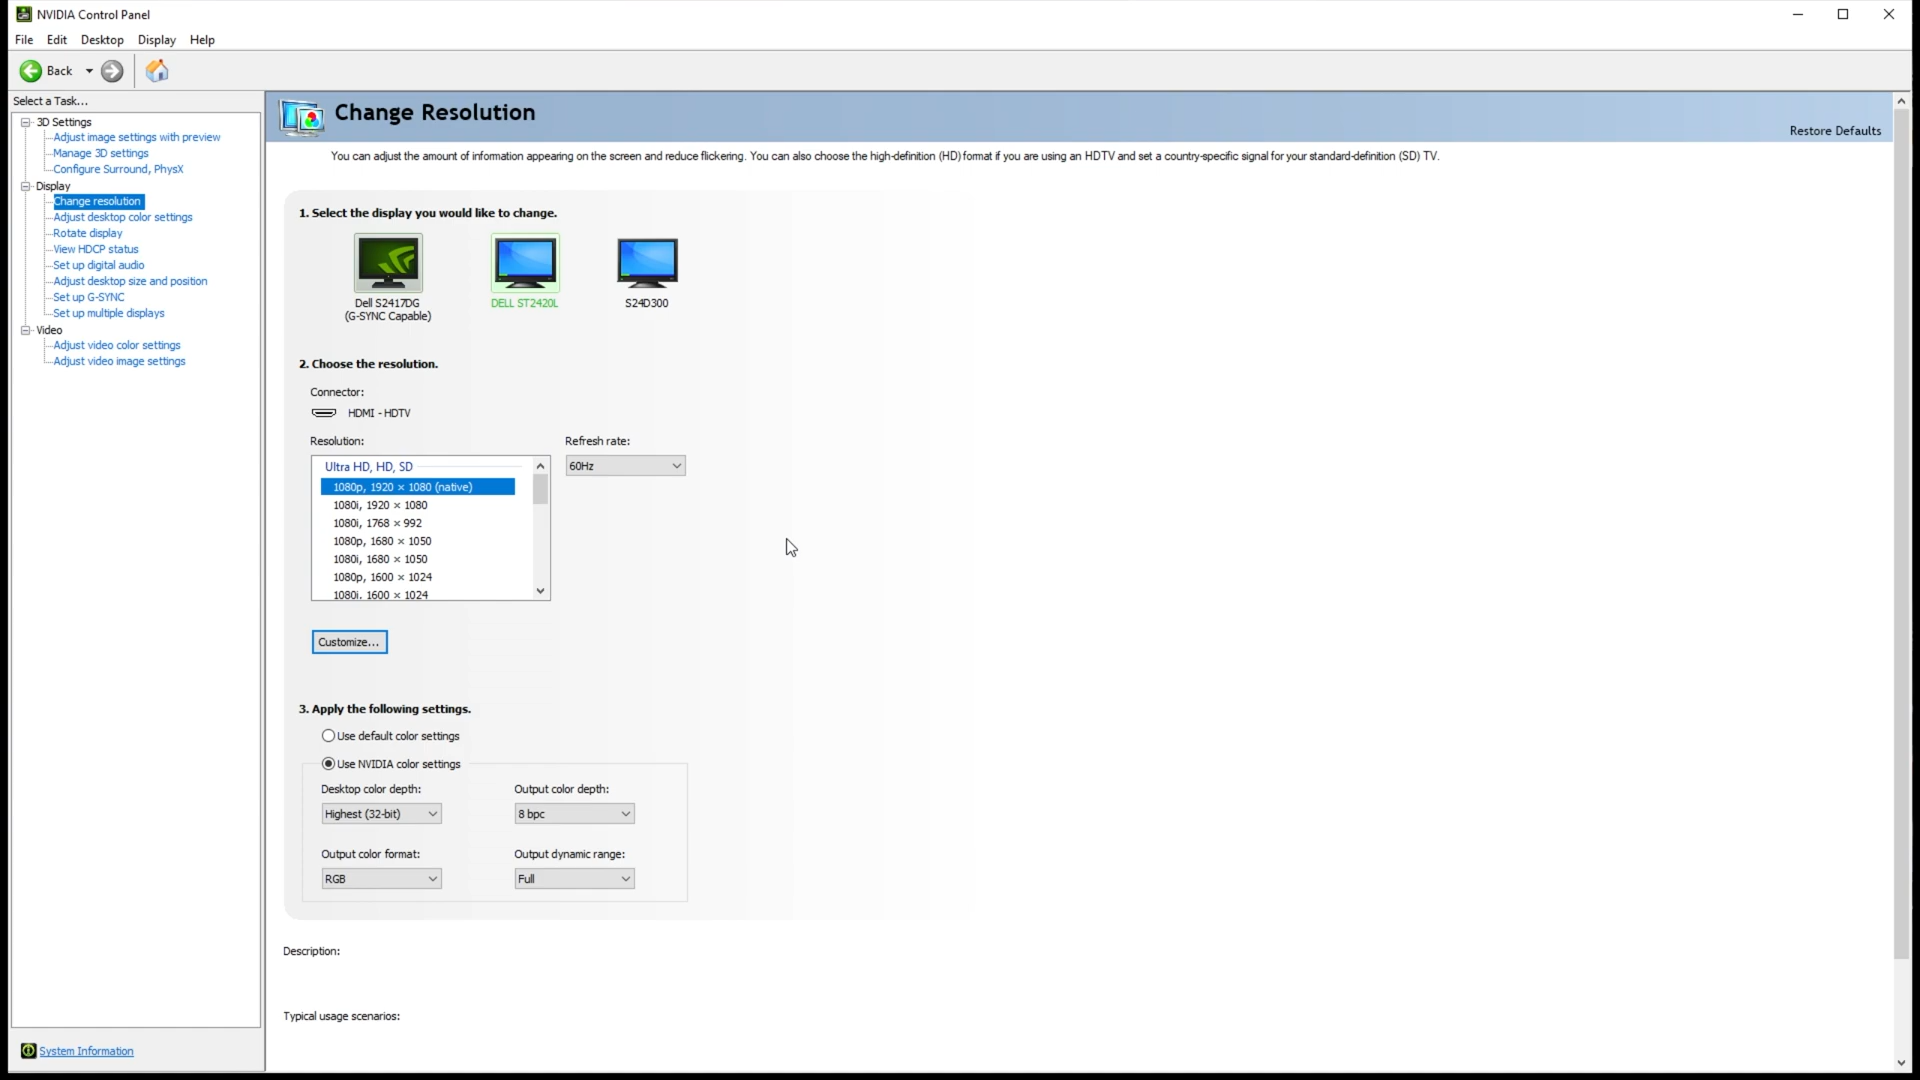 NVIDIA Control Panel
File Edit Desktop Display Help
Back
Select a Task...
3D Settings
Adjust image settings with preview
Manage 3D settings
Configure Surround, PhysX
Display
Change resolution
Adjust desktop color settings
Rotate display
View HDCP status
Set up digital audio
Adjust desktop size and position
Set up G-SYNC
Set up multiple displays
Video
Adjust video color settings
Adjust video image settings
System Information
Change Resolution
Restore Defaults
You can adjust the amount of information appearing on the screen and reduce flickering. You can also choose the high-definition (HD) format if you are using an HDTV and set a country-specific signal for your standard-definition (SD) TV.
1. Select the display you would like to change.
Dell S2417DG
(G-SYNC Capable)
DELL ST2420L
S24D300
2. Choose the resolution.
Connector:
HDMI - HDTV
Resolution:
Refresh rate:
Ultra HD, HD, SD
60Hz
1080p, 1920 × 1080 (native)
1080i, 1920 × 1080
1080i, 1768 × 992
1080p, 1680 × 1050
1080i, 1680 × 1050
1080p, 1600 × 1024
1080i, 1600 × 1024
Customize...
3. Apply the following settings.
Use default color settings
Use NVIDIA color settings
Desktop color depth:
Output color depth:
Highest (32-bit)
8 bpc
Output color format:
Output dynamic range:
RGB
Full
Description:
Typical usage scenarios: